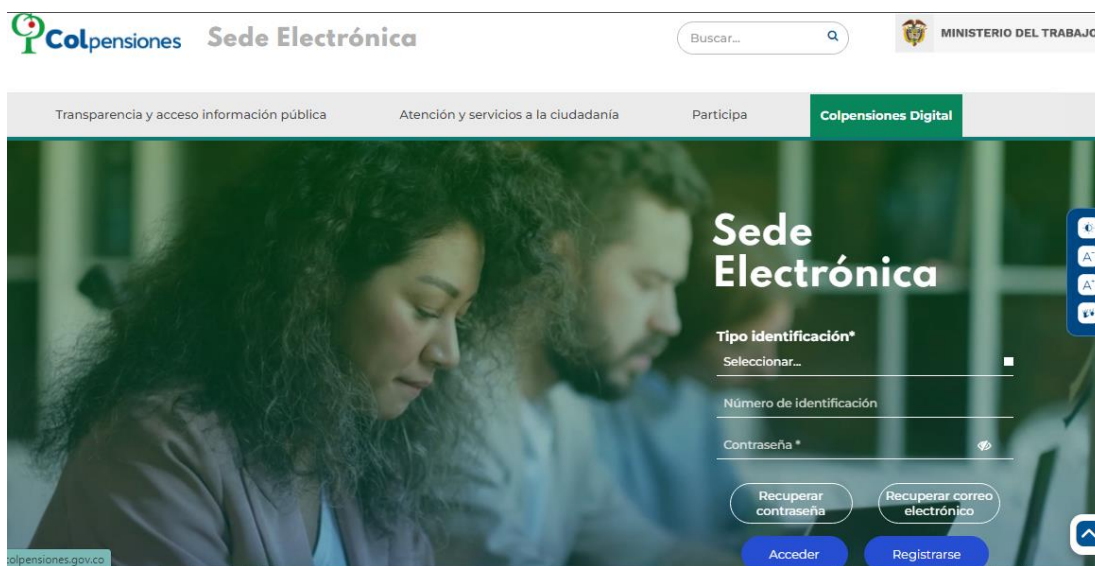 Colpensiones Sede Electrónica
Buscar...
MINISTERIO DEL TRABAJO
Transparencia y acceso información pública
Atención y servicios a la ciudadanía
Participa
Colpensiones Digital
Sede
Electrónica
Tipo identificación*
Seleccionar...
Número de identificación
Contraseña *
Recuperar
contraseña
Recuperar correo
electrónico
Acceder
Registrarse
colpensiones.gov.co